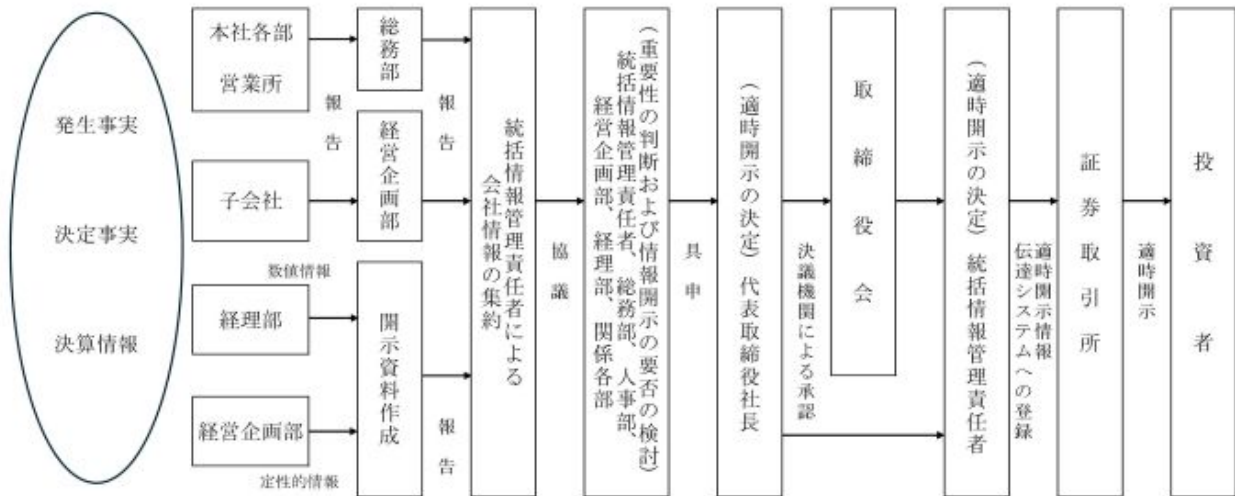 発生事実
決定事実
決算情報
本社各部
営業所
総務部
報告
報告
子会社
経営企画部
数値情報
経理部
経営企画部
定性的情報
開示資料作成
報告
統括情報管理責任者による
会社情報の集約
協議
（重要性の判断および情報開示の要否の検討）
統括情報管理責任者、総務部、人事部、
経営企画部、経理部、関係各部
具申
（適時開示の決定）代表取締役社長
決議機関による承認
取締役会
（適時開示の決定）統括情報管理責任者
適時開示情報
伝達システムへの登録
証券取引所
適時開示
投資者